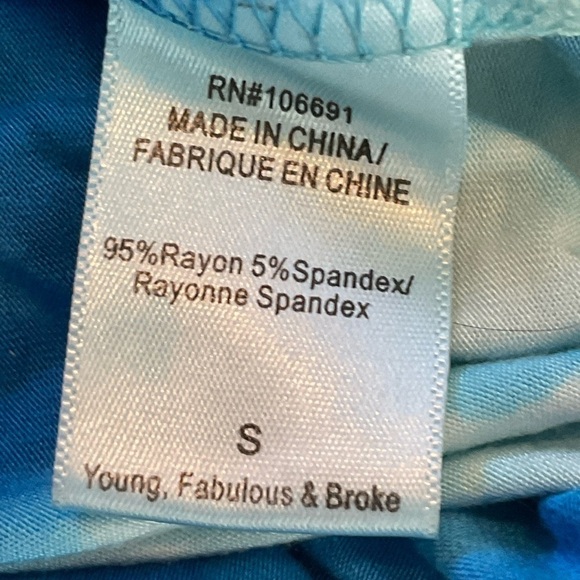 RN#106691
MADE IN CHINA/
FABRIQUE EN CHINE
95%Rayon 5%Spandex/
Rayonne Spandex
S
Young, Fabulous & Broke